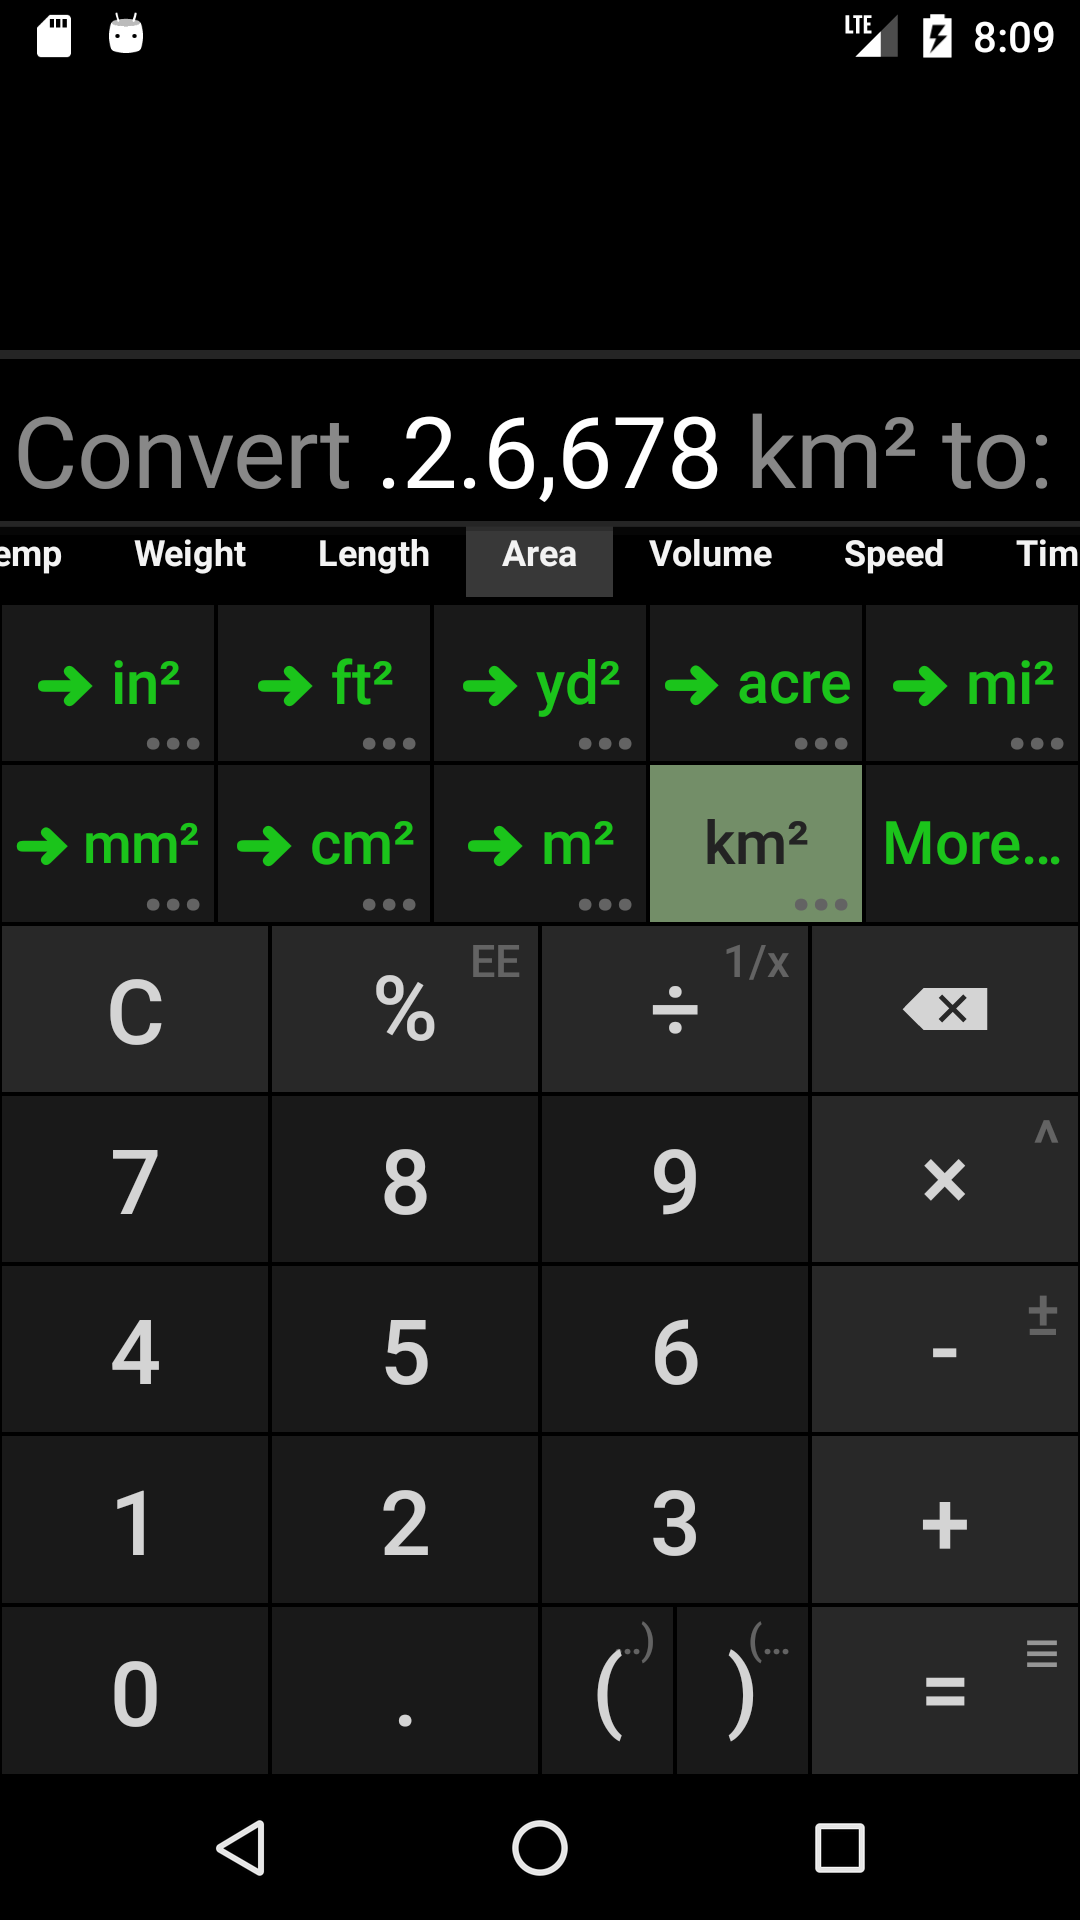 LTE 8:09
Convert .2.6,678 km² to:
emp Weight Length Area Volume Speed Tim
in² ft² yd² acre mi²
mm² cm² m² km² More...
C % EE ÷ 1/x
7 8 9 × ^
4 5 6 - ±
1 2 3 +
0 . ( ..) ) (... =